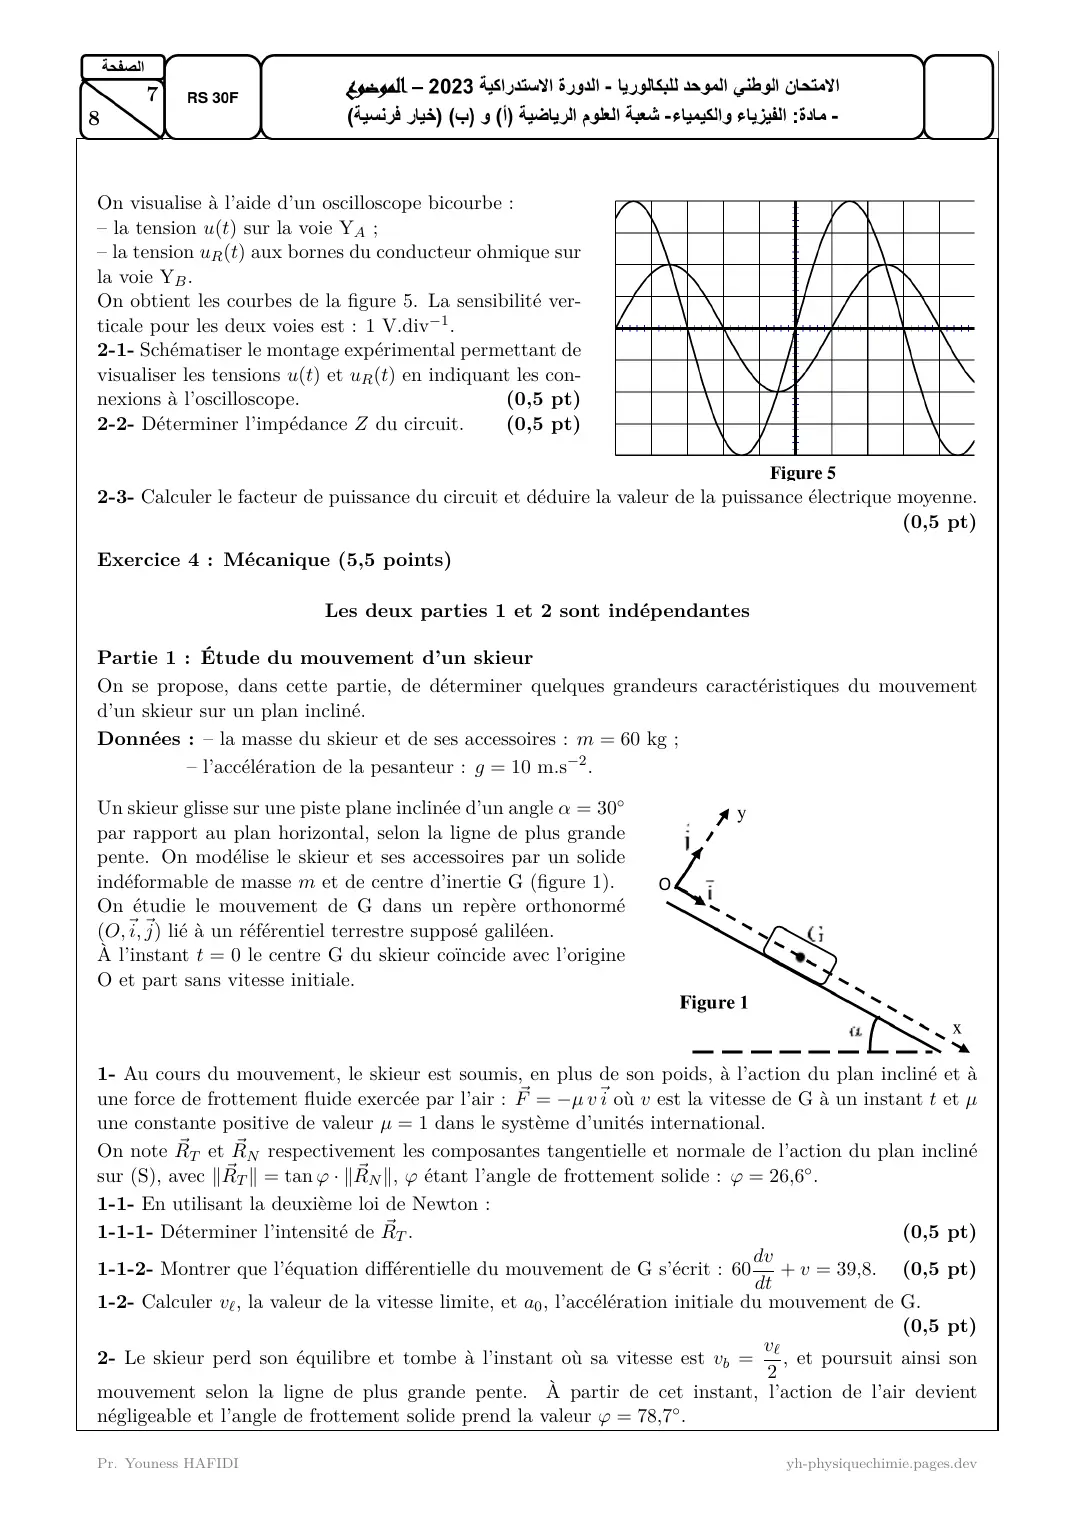 الصفحة
7
8
RS 30F
الامتحان الوطني الموحد للبكالوريا - الدورة الاستدراكية 2023 – الموضوع
- مادة: الفيزياء والكيمياء- شعبة العلوم الرياضية (أ) و (ب) (خيار فرنسية)
On visualise à l'aide d'un oscilloscope bicourbe :
– la tension u(t) sur la voie Y_A ;
– la tension u_R(t) aux bornes du conducteur ohmique sur
la voie Y_B.
On obtient les courbes de la figure 5. La sensibilité ver-
ticale pour les deux voies est : 1 V.div⁻¹.
2-1- Schématiser le montage expérimental permettant de
visualiser les tensions u(t) et u_R(t) en indiquant les con-
nexions à l'oscilloscope. (0,5 pt)
2-2- Déterminer l'impédance Z du circuit. (0,5 pt)
Figure 5
2-3- Calculer le facteur de puissance du circuit et déduire la valeur de la puissance électrique moyenne.
(0,5 pt)
Exercice 4 : Mécanique (5,5 points)
Les deux parties 1 et 2 sont indépendantes
Partie 1 : Étude du mouvement d'un skieur
On se propose, dans cette partie, de déterminer quelques grandeurs caractéristiques du mouvement
d'un skieur sur un plan incliné.
Données : – la masse du skieur et de ses accessoires : m = 60 kg ;
– l'accélération de la pesanteur : g = 10 m.s⁻².
Un skieur glisse sur une piste plane inclinée d'un angle α = 30°
par rapport au plan horizontal, selon la ligne de plus grande
pente. On modélise le skieur et ses accessoires par un solide
indéformable de masse m et de centre d'inertie G (figure 1).
On étudie le mouvement de G dans un repère orthonormé
(O, i⃗, j⃗) lié à un référentiel terrestre supposé galiléen.
À l'instant t = 0 le centre G du skieur coïncide avec l'origine
O et part sans vitesse initiale.
y
j
O
i
G
Figure 1
α
x
1- Au cours du mouvement, le skieur est soumis, en plus de son poids, à l'action du plan incliné et à
une force de frottement fluide exercée par l'air : F⃗ = −μ v i⃗ où v est la vitesse de G à un instant t et μ
une constante positive de valeur μ = 1 dans le système d'unités international.
On note R⃗_T et R⃗_N respectivement les composantes tangentielle et normale de l'action du plan incliné
sur (S), avec ‖R⃗_T‖ = tan φ · ‖R⃗_N‖, φ étant l'angle de frottement solide : φ = 26,6°.
1-1- En utilisant la deuxième loi de Newton :
1-1-1- Déterminer l'intensité de R⃗_T. (0,5 pt)
1-1-2- Montrer que l'équation différentielle du mouvement de G s'écrit : 60 dv/dt + v = 39,8. (0,5 pt)
1-2- Calculer v_ℓ, la valeur de la vitesse limite, et a₀, l'accélération initiale du mouvement de G.
(0,5 pt)
2- Le skieur perd son équilibre et tombe à l'instant où sa vitesse est v_b = v_ℓ/2, et poursuit ainsi son
mouvement selon la ligne de plus grande pente. À partir de cet instant, l'action de l'air devient
négligeable et l'angle de frottement solide prend la valeur φ = 78,7°.
Pr. Youness HAFIDI
yh-physiquechimie.pages.dev